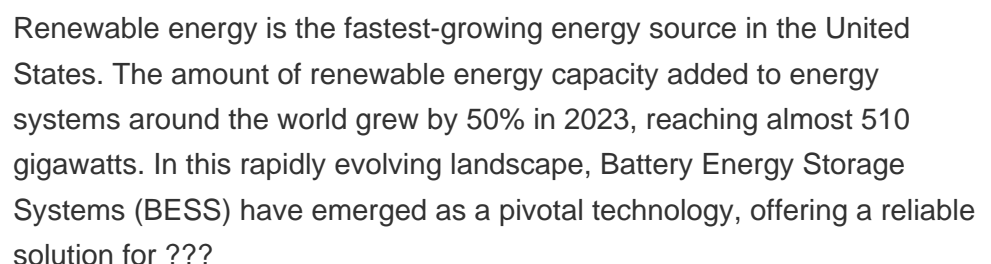 Renewable energy is the fastest-growing energy source in the United
States. The amount of renewable energy capacity added to energy
systems around the world grew by 50% in 2023, reaching almost 510
gigawatts. In this rapidly evolving landscape, Battery Energy Storage
Systems (BESS) have emerged as a pivotal technology, offering a reliable
solution for ???